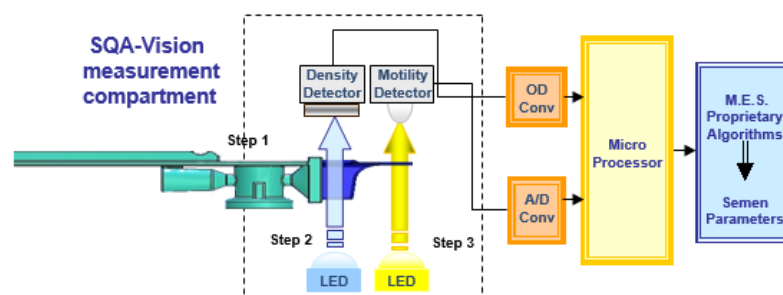 SQA-Vision
measurement
compartment
Density
Detector
Motility
Detector
Step 1
Step 2
Step 3
LED
LED
OD
Conv
A/D
Conv
Micro
Processor
M.E.S.
Proprietary
Algorithms
Semen
Parameters